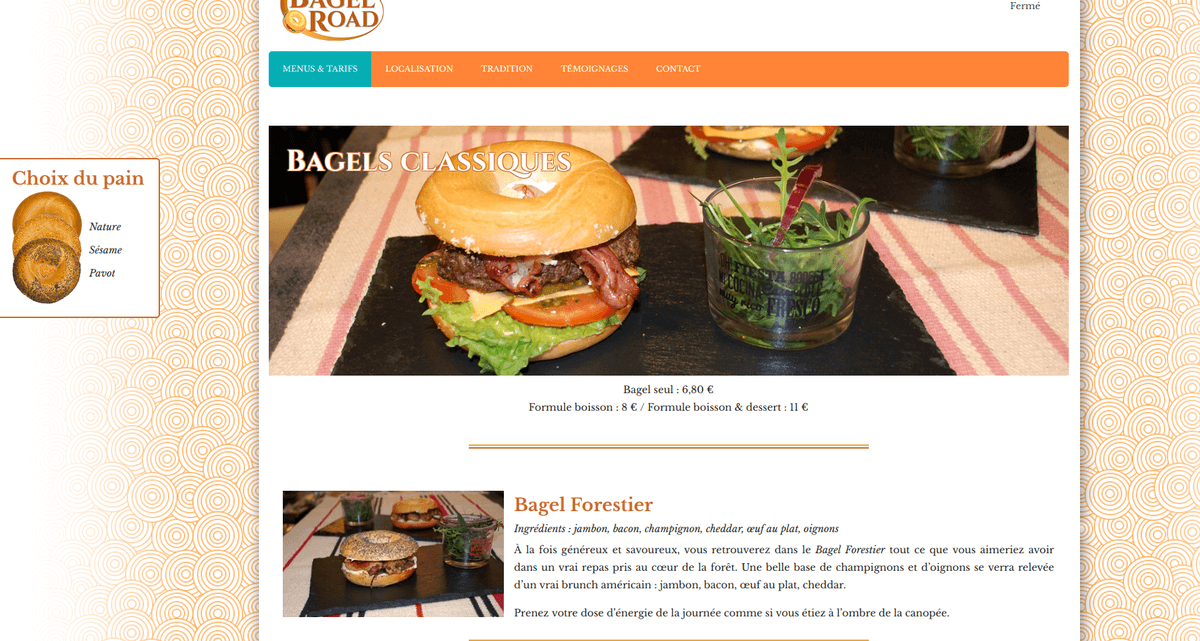 BAGEL
ROAD
Fermé
MENUS & TARIFS LOCALISATION TRADITION TÉMOIGNAGES CONTACT
Choix du pain
Nature
Sésame
Pavot
BAGELS CLASSIQUES
Bagel seul : 6,80 €
Formule boisson : 8 € / Formule boisson & dessert : 11 €
Bagel Forestier
Ingrédients : jambon, bacon, champignon, cheddar, œuf au plat, oignons
À la fois généreux et savoureux, vous retrouverez dans le Bagel Forestier tout ce que vous aimeriez avoir
dans un vrai repas pris au cœur de la forêt. Une belle base de champignons et d’oignons se verra relevée
d’un vrai brunch américain : jambon, bacon, œuf au plat, cheddar.
Prenez votre dose d’énergie de la journée comme si vous étiez à l’ombre de la canopée.